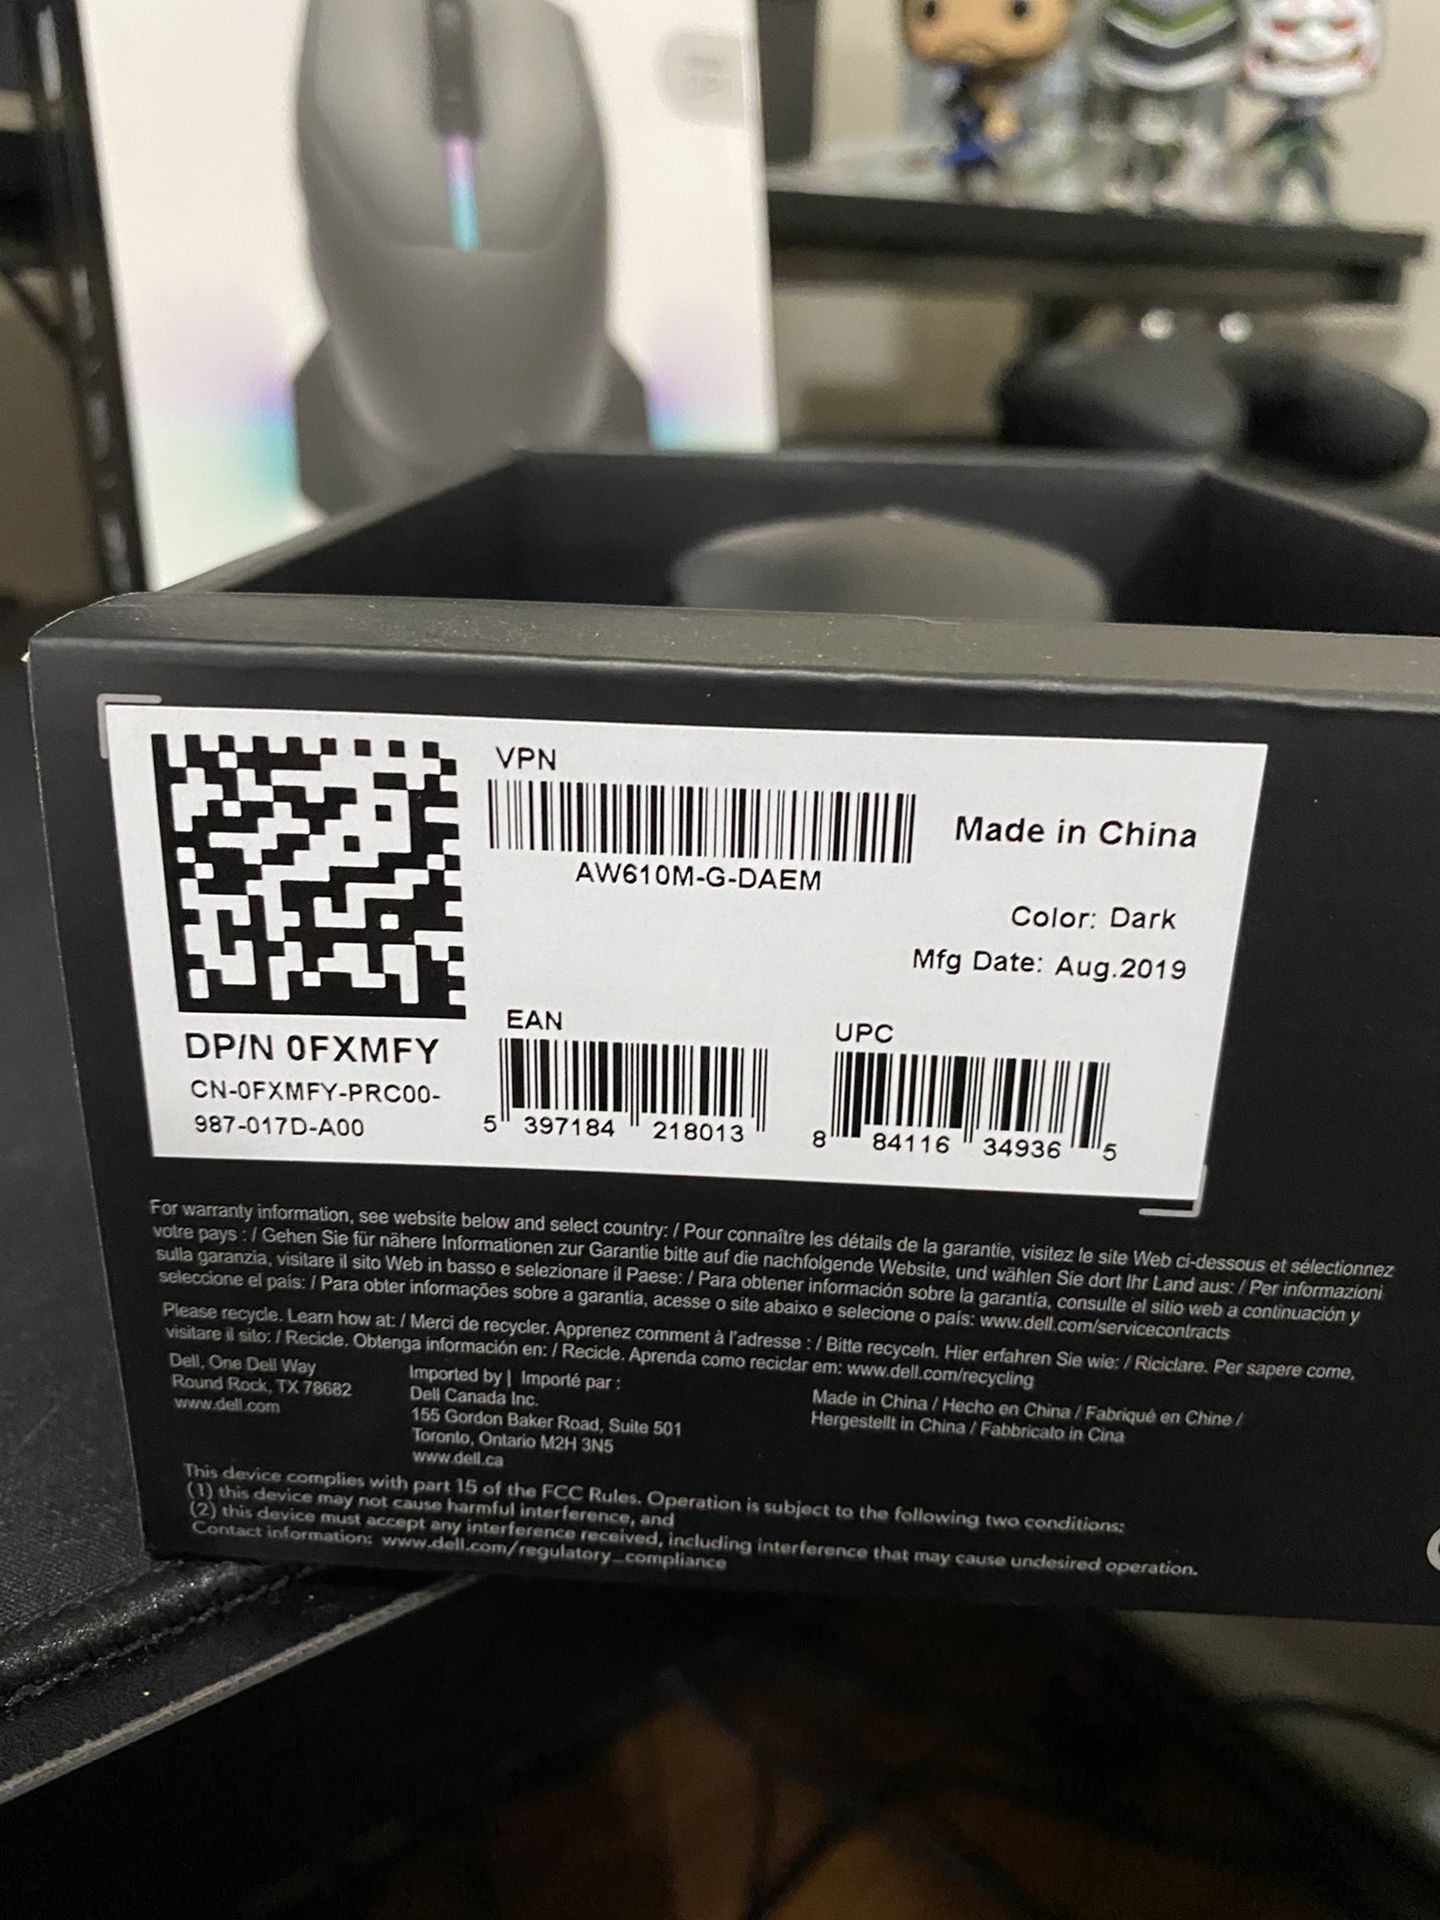 VPN
AW610M-G-DAEM
Made in China
Color: Dark
Mfg Date: Aug.2019
DP/N 0FXMFY
CN-0FXMFY-PRC00-
987-017D-A00
EAN
5 397184 218013
UPC
8 84116 34936 5
For warranty information, see website below and select country: / Pour connaître les détails de la garantie, visitez le site Web ci-dessous et sélectionnez
votre pays : / Gehen Sie für nähere Informationen zur Garantie bitte auf die nachfolgende Website, und wählen Sie dort Ihr Land aus: / Per informazioni
sulla garanzia, visitare il sito Web in basso e selezionare il Paese: / Para obtener información sobre la garantía, consulte el sitio web a continuación y
seleccione el país: / Para obter informações sobre a garantia, acesse o site abaixo e selecione o país: www.dell.com/servicecontracts
Please recycle. Learn how at: / Merci de recycler. Apprenez comment à l'adresse : / Bitte recyceln. Hier erfahren Sie wie: / Riciclare. Per sapere come,
visitare il sito: / Recicle. Obtenga información en: / Recicle. Aprenda como reciclar em: www.dell.com/recycling
Dell, One Dell Way
Round Rock, TX 78682
www.dell.com
Imported by | Importé par :
Dell Canada Inc.
155 Gordon Baker Road, Suite 501
Toronto, Ontario M2H 3N5
www.dell.ca
Made in China / Hecho en China / Fabriqué en Chine /
Hergestellt in China / Fabbricato in Cina
This device complies with part 15 of the FCC Rules. Operation is subject to the following two conditions:
(1) this device may not cause harmful interference, and
(2) this device must accept any interference received, including interference that may cause undesired operation.
Contact information: www.dell.com/regulatory_compliance